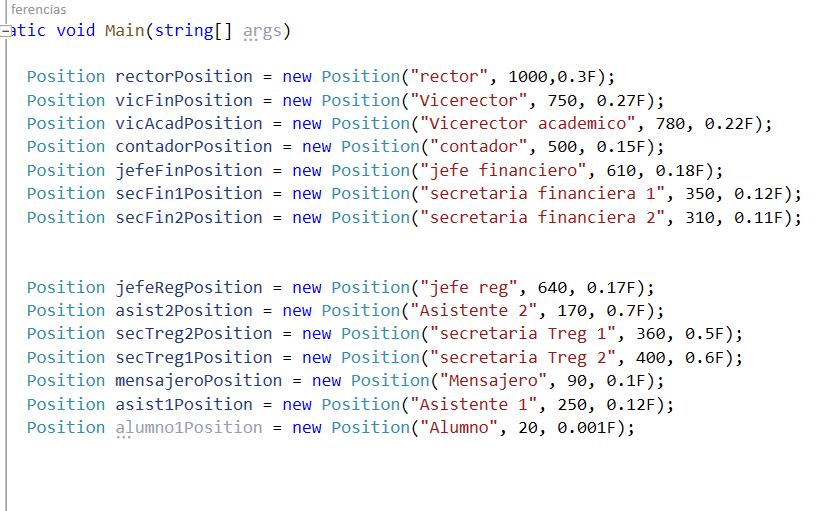 ferencias
atic void Main(string[] args)
Position rectorPosition = new Position("rector", 1000,0.3F);
Position vicFinPosition = new Position("Vicerector", 750, 0.27F);
Position vicAcadPosition = new Position("Vicerector academico", 780, 0.22F);
Position contadorPosition = new Position("contador", 500, 0.15F);
Position jefeFinPosition = new Position("jefe financiero", 610, 0.18F);
Position secFin1Position = new Position("secretaria financiera 1", 350, 0.12F);
Position secFin2Position = new Position("secretaria financiera 2", 310, 0.11F);
Position jefeRegPosition = new Position("jefe reg", 640, 0.17F);
Position asist2Position = new Position("Asistente 2", 170, 0.7F);
Position secTreg2Position = new Position("secretaria Treg 1", 360, 0.5F);
Position secTreg1Position = new Position("secretaria Treg 2", 400, 0.6F);
Position mensajeroPosition = new Position("Mensajero", 90, 0.1F);
Position asist1Position = new Position("Asistente 1", 250, 0.12F);
Position alumno1Position = new Position("Alumno", 20, 0.001F);